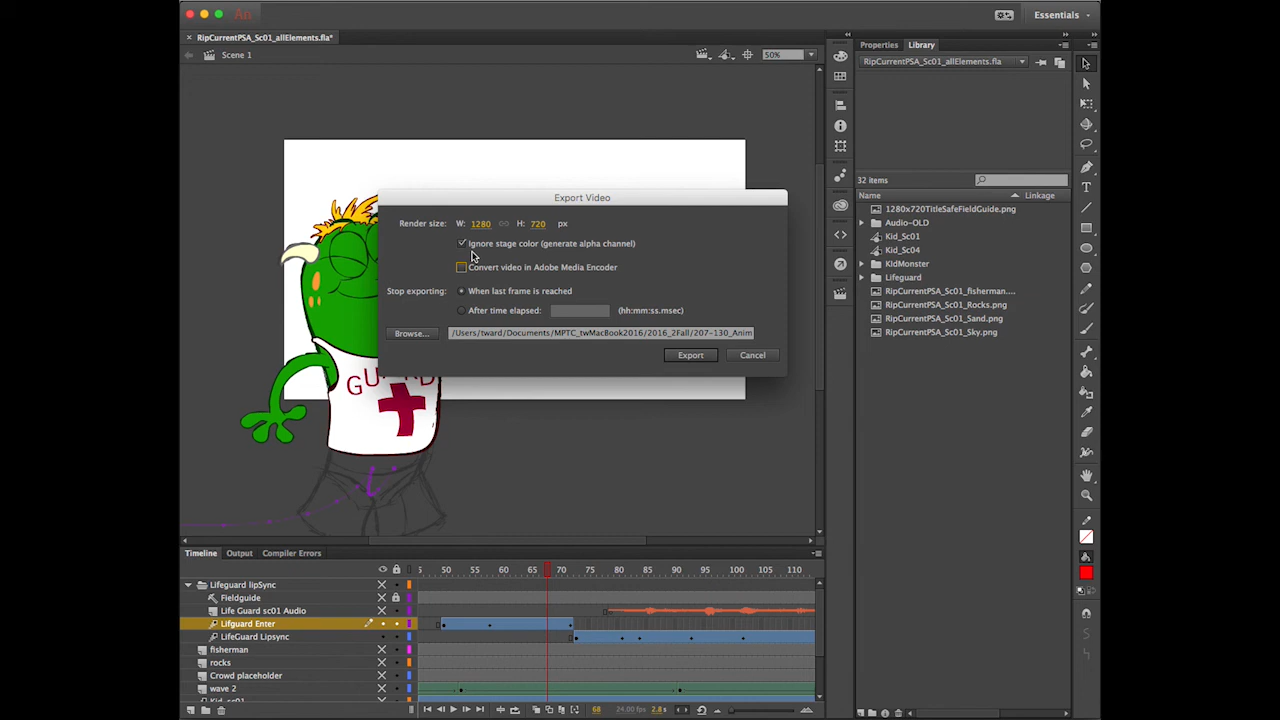 An
Essentials
RipCurrentPSA_Sc01_allElements.fla*
Properties
Library
Scene 1
50%
RipCurrentPSA_Sc01_allElements.fla
32 items
Name
Linkage
1280x720TitleSafeFieldGuide.png
Audio-OLD
Kid_Sc01
Kid_Sc04
KIdMonster
Lifeguard
RipCurrentPSA_Sc01_fisherman....
RipCurrentPSA_Sc01_Rocks.png
RipCurrentPSA_Sc01_Sand.png
RipCurrentPSA_Sc01_Sky.png
Export Video
Render size: W: 1280 H: 720 px
Ignore stage color (generate alpha channel)
Convert video in Adobe Media Encoder
Stop exporting: When last frame is reached
After time elapsed: (hh:mm:ss.msec)
Browse... /Users/tward/Documents/MPTC_twMacBook2016/2016_2Fall/207-130_Anim
Export Cancel
GUARD
Timeline Output Compiler Errors
5 50 55 60 65 70 75 80 85 90 95 100 105 110
Lifeguard lipSync
Fieldguide
Life Guard sc01 Audio
Lifguard Enter
LifeGuard Lipsync
fisherman
rocks
Crowd placeholder
wave 2
Kid_sc01
68 24.00 fps 2.8 s